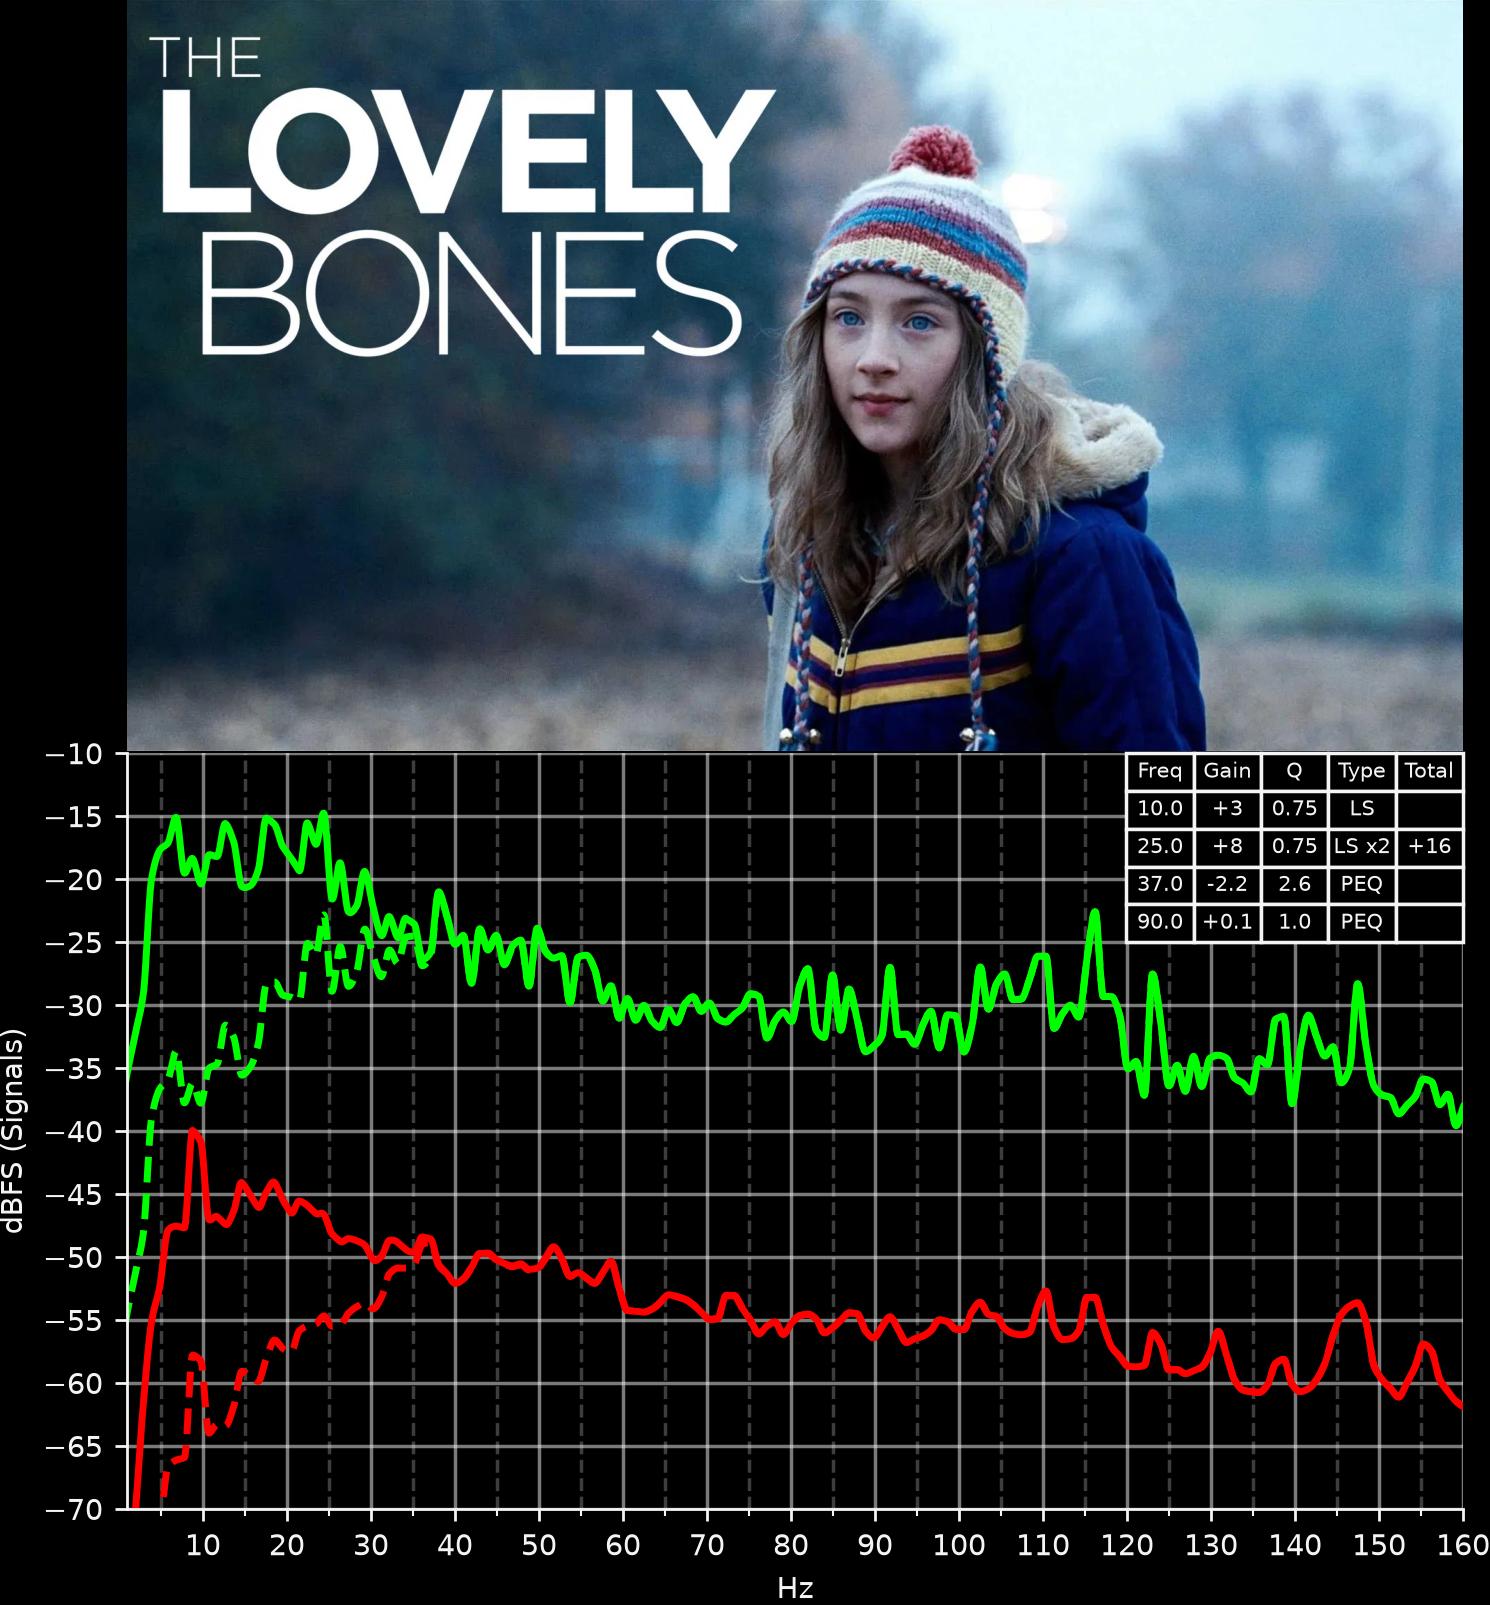 THE
LOVELY
BONES
Freq Gain Q Type Total
10.0 +3 0.75 LS
25.0 +8 0.75 LS x2 +16
37.0 -2.2 2.6 PEQ
90.0 +0.1 1.0 PEQ
−10
−15
−20
−25
−30
−35
−40
−45
−50
−55
−60
−65
−70
dBFS (Signals)
10 20 30 40 50 60 70 80 90 100 110 120 130 140 150 160
Hz